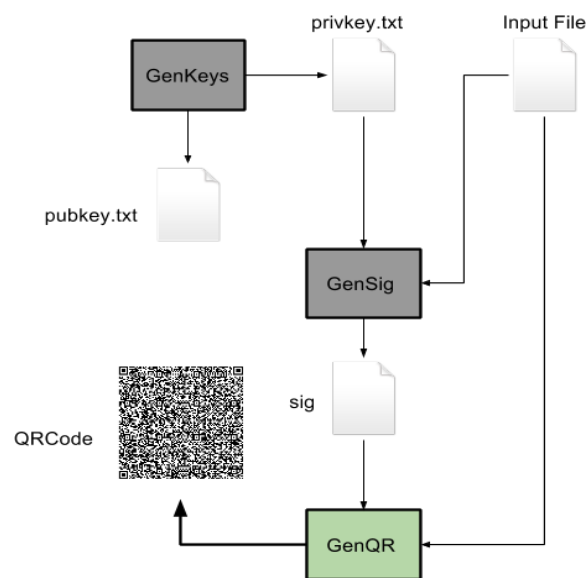 privkey.txt
Input File
GenKeys
pubkey.txt
GenSig
sig
QRCode
GenQR